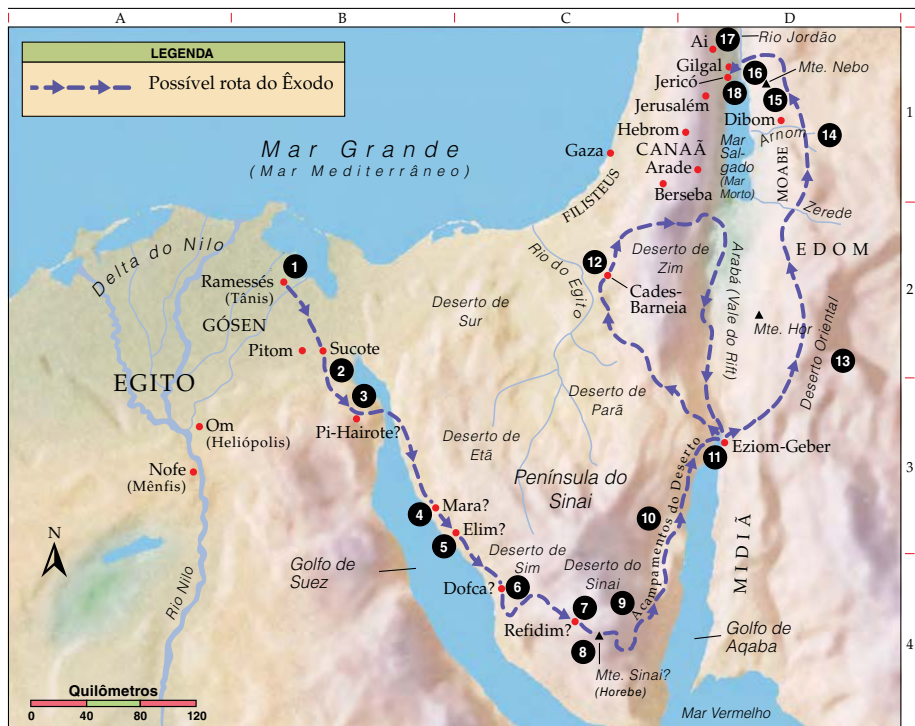 A
B
C
D
LEGENDA
Possível rota do Êxodo
Mar Grande
(Mar Mediterrâneo)
17
Rio Jordão
Ai
Gilgal
16
Mte. Nebo
Jericó
18
15
Jerusalém
Dibom
1
14
Arnom
Hebrom
CANAÃ
Gaza
Mar
Sal-
gado
(Mar
Morto)
MOABE
Arade
Berseba
FILISTEUS
Zerede
EDOM
Delta do Nilo
1
Ramessés
(Tânis)
Rio do Egito
12
Deserto de
Zim
Cades-
Barneia
Arabá (Vale do Rift)
2
Deserto de
Sur
Mte. Hor
Deserto Oriental
13
GÓSEN
Pitom
Sucote
2
EGITO
3
Deserto de
Parã
Om
(Heliópolis)
Pi-Hairote?
Deserto de
Etã
Eziom-Geber
11
3
Nofe
(Mênfis)
Península do
Sinai
Acampamentos do Deserto
4
Mara?
10
5
Elim?
N
Golfo de
Suez
Deserto de
Sim
Deserto do
Sinai
MIDIÃ
Rio Nilo
Dofca?
6
7
9
Refidim?
8
Golfo de
Aqaba
4
Mte. Sinai?
(Horebe)
Quilômetros
0 40 80 120
Mar Vermelho